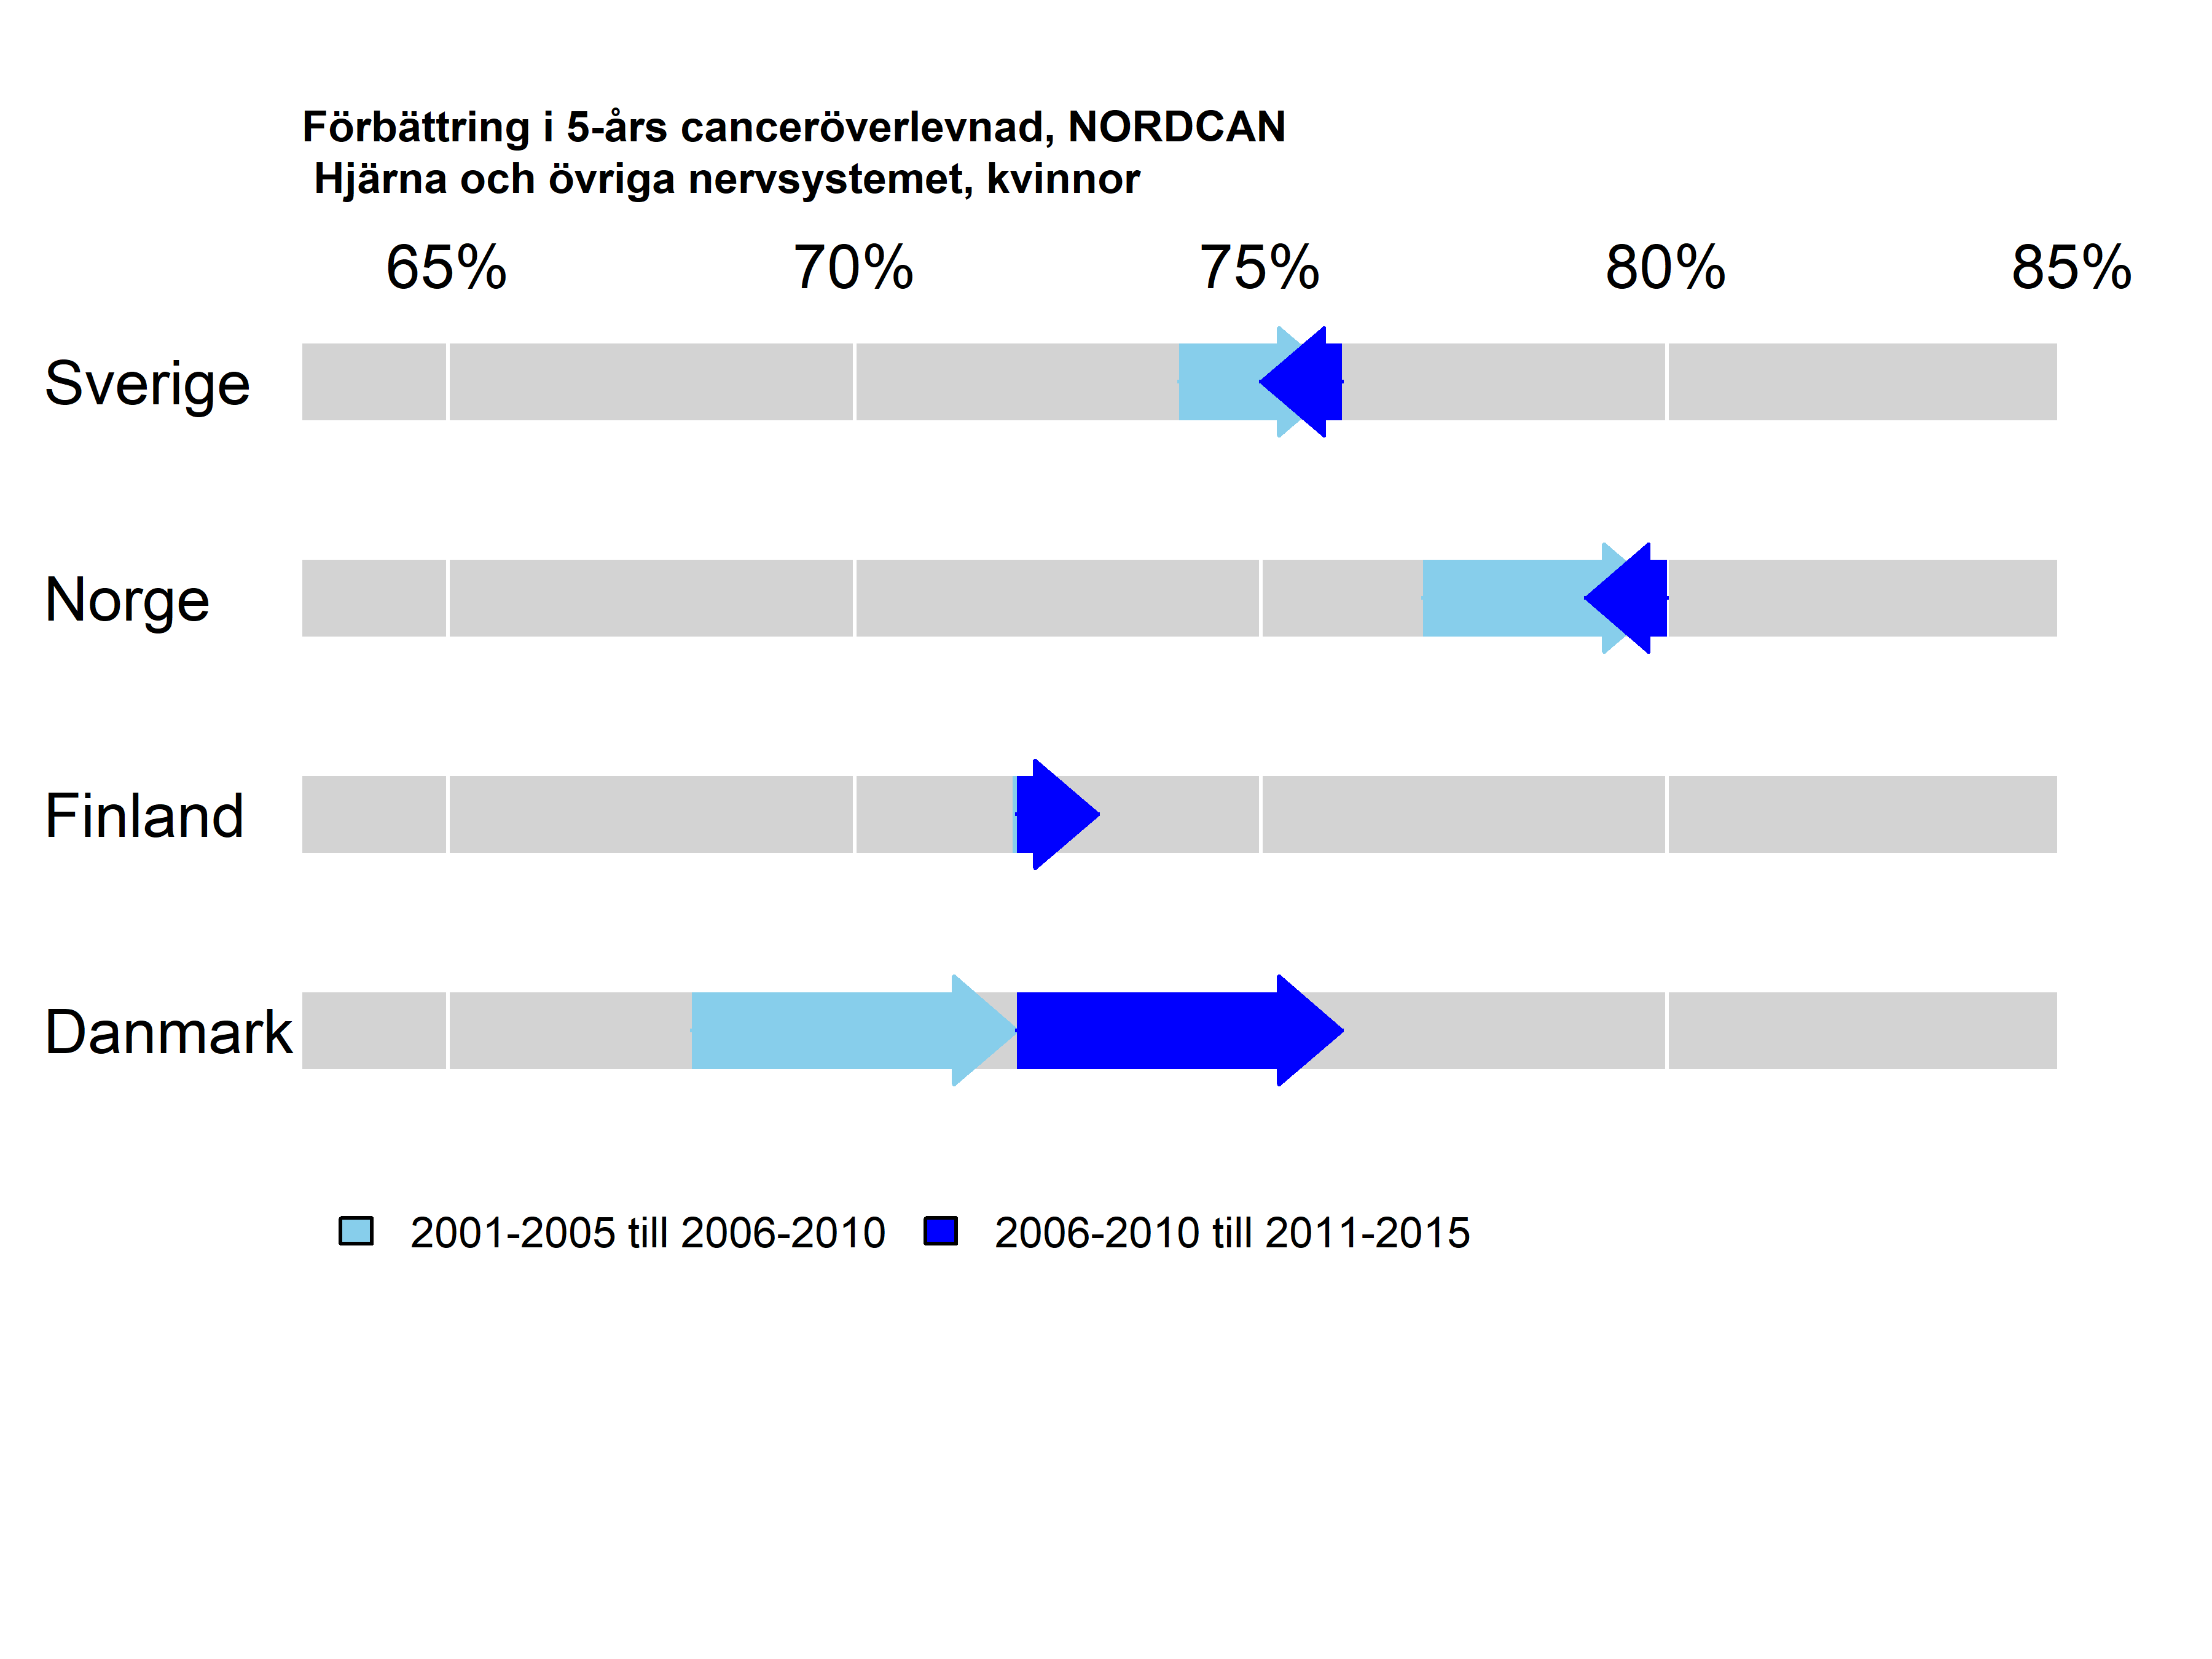 Förbättring i 5-års canceröverlevnad, NORDCAN
Hjärna och övriga nervsystemet, kvinnor
65% 70% 75% 80% 85%
Sverige
Norge
Finland
Danmark
2001-2005 till 2006-2010 2006-2010 till 2011-2015